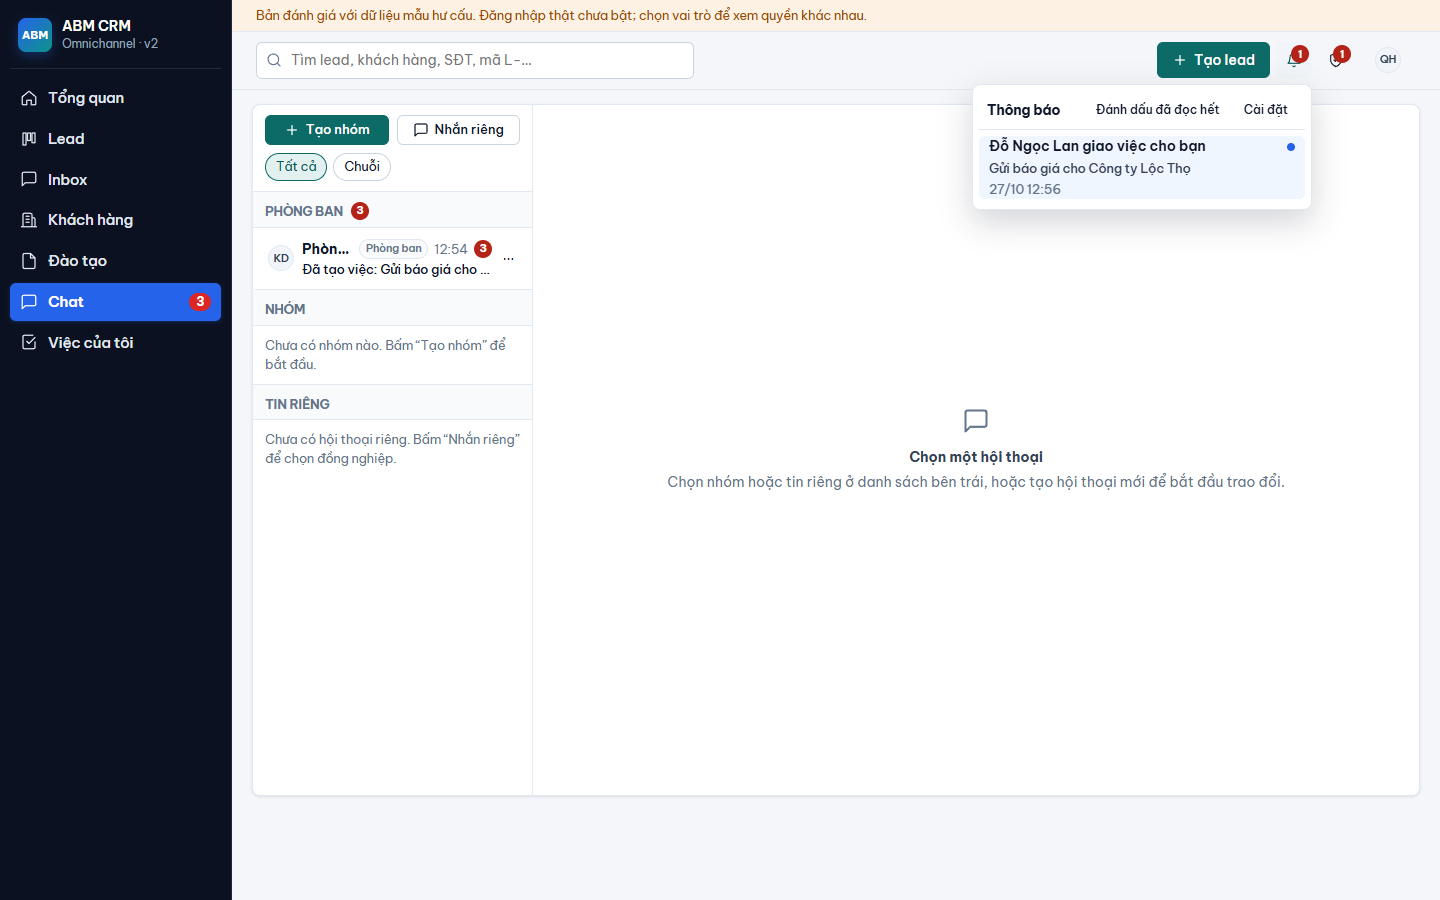 Bản đánh giá với dữ liệu mẫu hư cấu. Đăng nhập thật chưa bật; chọn vai trò để xem quyền khác nhau.
ABM
ABM CRM
Omnichannel · v2
Tổng quan
Lead
Inbox
Khách hàng
Đào tạo
Chat 3
Việc của tôi
Tìm lead, khách hàng, SĐT, mã L-...
Tạo lead
1
1
QH
Thông báo Đánh dấu đã đọc hết Cài đặt
Đỗ Ngọc Lan giao việc cho bạn
Gửi báo giá cho Công ty Lộc Thọ
27/10 12:56
Tạo nhóm Nhắn riêng
Tất cả Chuỗi
PHÒNG BAN 3
KD Phòn... Phòng ban 12:54 3 ...
Đã tạo việc: Gửi báo giá cho ...
NHÓM
Chưa có nhóm nào. Bấm “Tạo nhóm” để
bắt đầu.
TIN RIÊNG
Chưa có hội thoại riêng. Bấm “Nhắn riêng”
để chọn đồng nghiệp.
Chọn một hội thoại
Chọn nhóm hoặc tin riêng ở danh sách bên trái, hoặc tạo hội thoại mới để bắt đầu trao đổi.